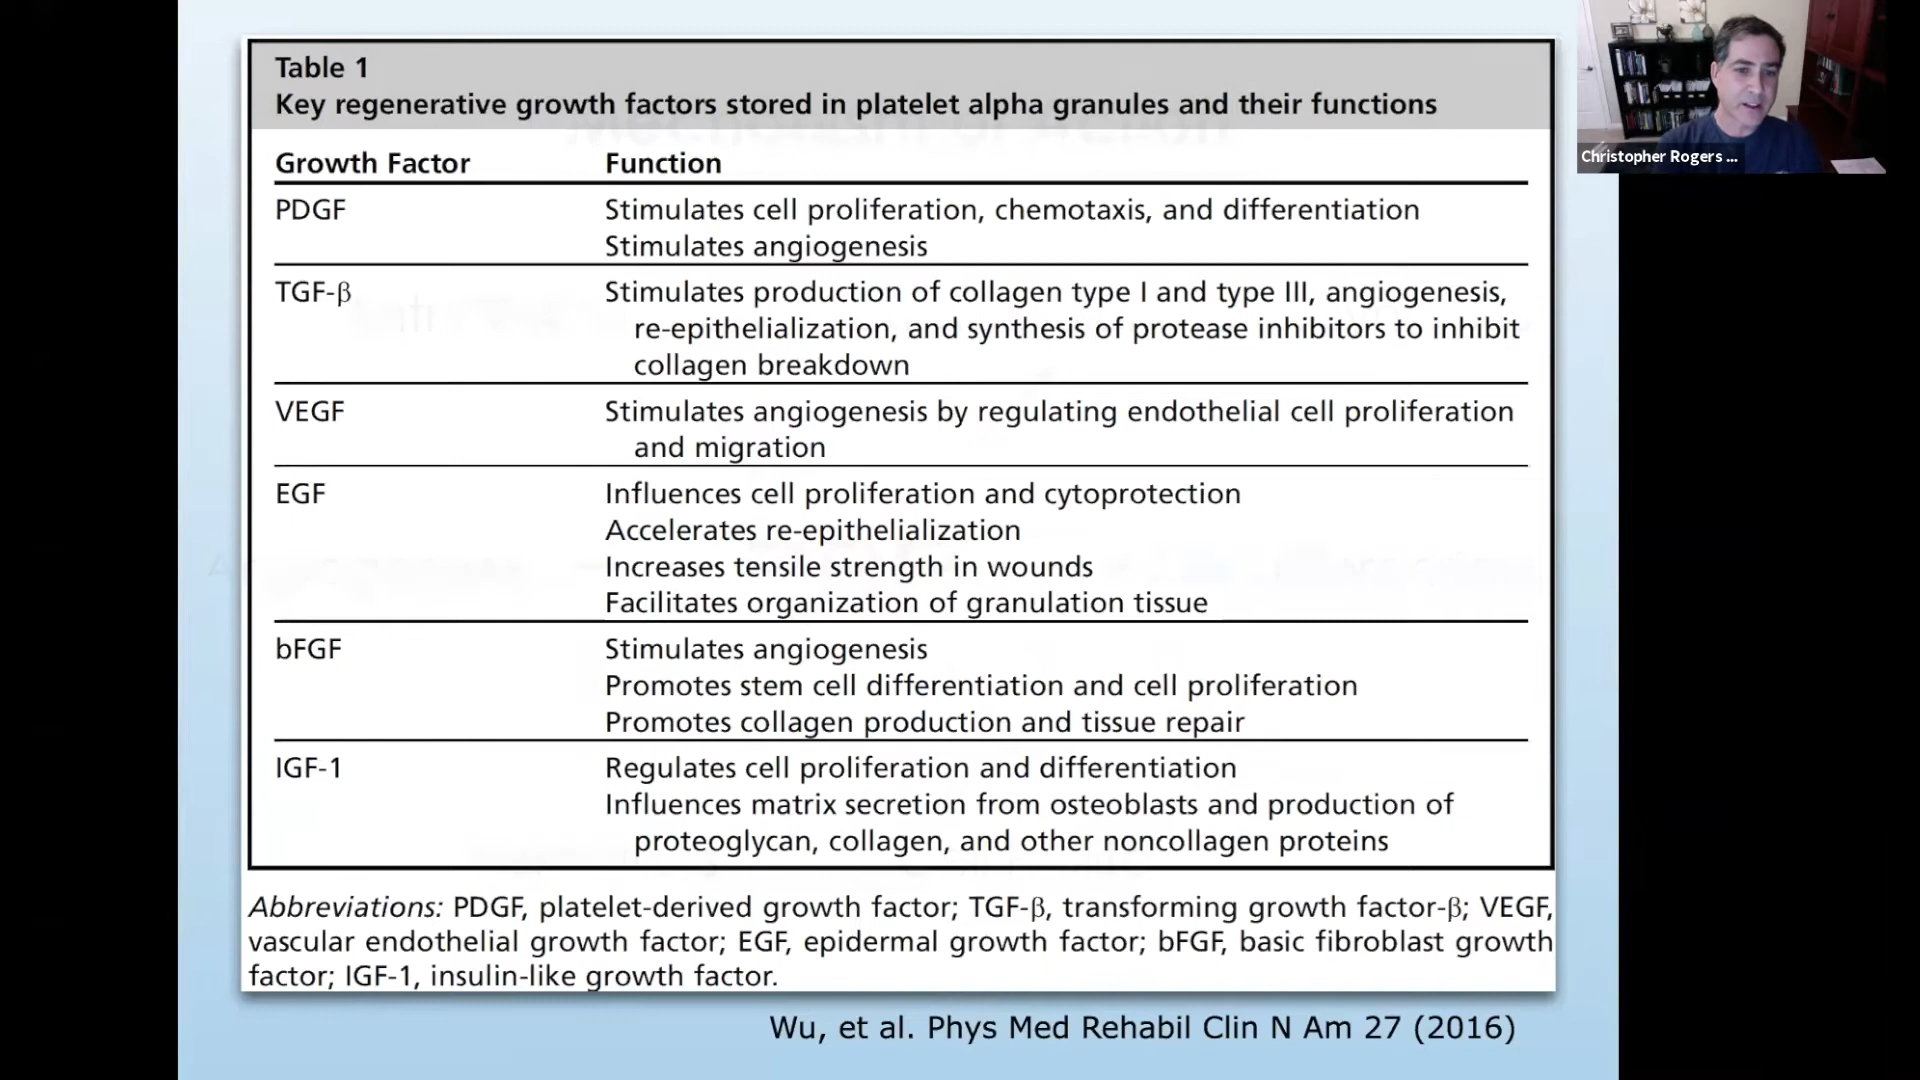 Table 1
Key regenerative growth factors stored in platelet alpha granules and their functions
Growth Factor Function
PDGF Stimulates cell proliferation, chemotaxis, and differentiation
Stimulates angiogenesis
TGF-β Stimulates production of collagen type I and type III, angiogenesis,
re-epithelialization, and synthesis of protease inhibitors to inhibit
collagen breakdown
VEGF Stimulates angiogenesis by regulating endothelial cell proliferation
and migration
EGF Influences cell proliferation and cytoprotection
Accelerates re-epithelialization
Increases tensile strength in wounds
Facilitates organization of granulation tissue
bFGF Stimulates angiogenesis
Promotes stem cell differentiation and cell proliferation
Promotes collagen production and tissue repair
IGF-1 Regulates cell proliferation and differentiation
Influences matrix secretion from osteoblasts and production of
proteoglycan, collagen, and other noncollagen proteins
Abbreviations: PDGF, platelet-derived growth factor; TGF-β, transforming growth factor-β; VEGF,
vascular endothelial growth factor; EGF, epidermal growth factor; bFGF, basic fibroblast growth
factor; IGF-1, insulin-like growth factor.
Wu, et al. Phys Med Rehabil Clin N Am 27 (2016)
Christopher Rogers ...